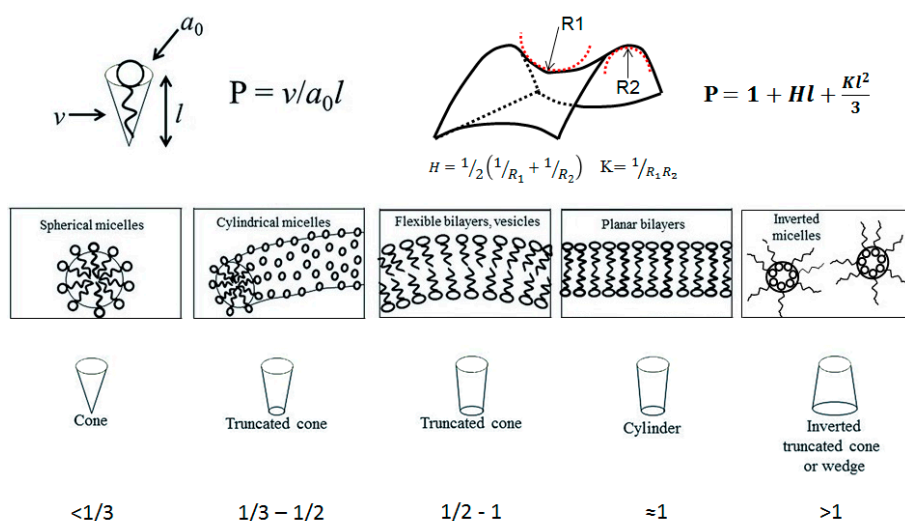 a₀
v
l
P = v/a₀l
R1
R2
P = 1 + Hl + Kl²/3
H = 1/2(1/R₁ + 1/R₂) K= 1/R₁R₂
Spherical micelles
Cylindrical micelles
Flexible bilayers, vesicles
Planar bilayers
Inverted
micelles
Cone
Truncated cone
Truncated cone
Cylinder
Inverted
truncated cone
or wedge
<1/3
1/3 – 1/2
1/2 - 1
≈1
>1